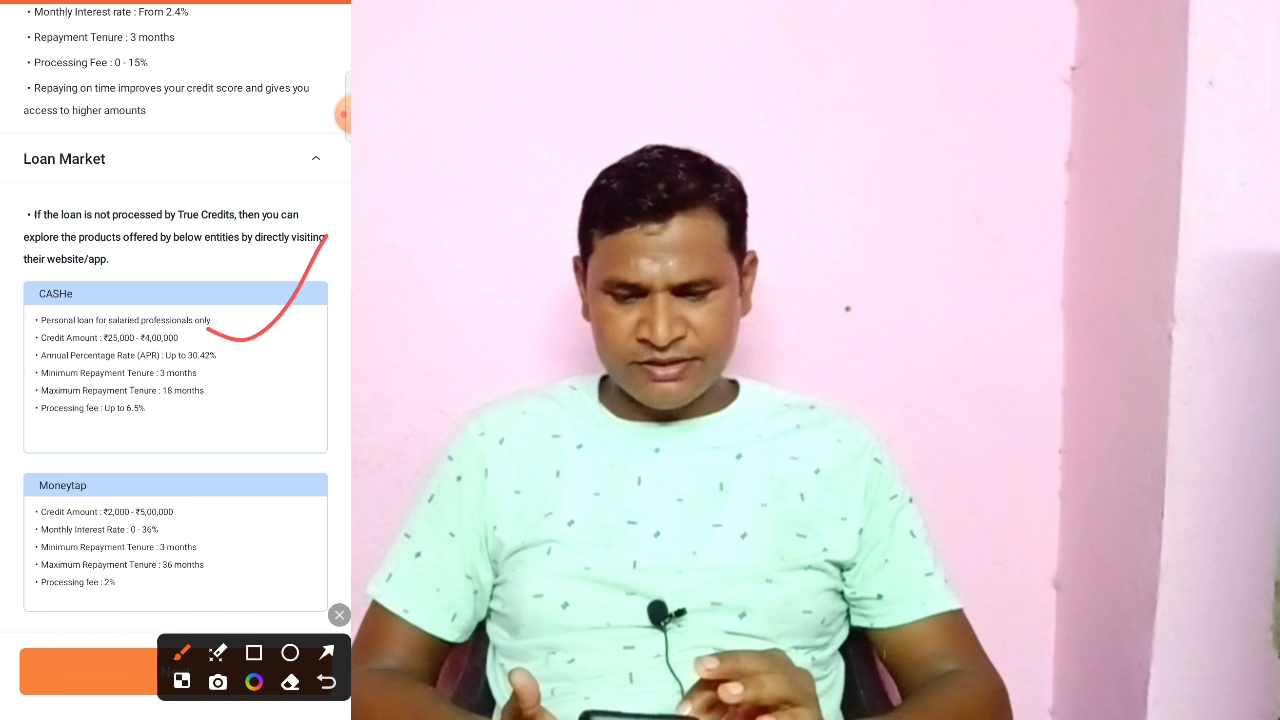 • Monthly Interest rate : From 2.4%
• Repayment Tenure : 3 months
• Processing Fee : 0 - 15%
• Repaying on time improves your credit score and gives you
access to higher amounts
Loan Market
• If the loan is not processed by True Credits, then you can
explore the products offered by below entities by directly visiting
their website/app.
CASHe
• Personal loan for salaried professionals only
• Credit Amount : ₹25,000 - ₹4,00,000
• Annual Percentage Rate (APR) : Up to 30.42%
• Minimum Repayment Tenure : 3 months
• Maximum Repayment Tenure : 18 months
• Processing fee : Up to 6.5%
Moneytap
• Credit Amount : ₹2,000 - ₹5,00,000
• Monthly Interest Rate : 0 - 36%
• Minimum Repayment Tenure : 3 months
• Maximum Repayment Tenure : 36 months
• Processing fee : 2%